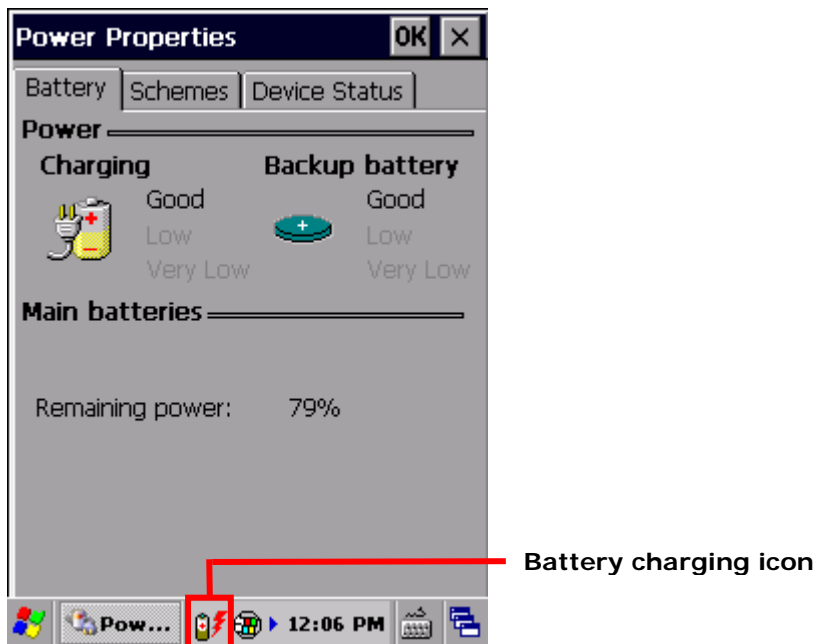 Power Properties OK ×
Battery Schemes Device Status
Power
Charging Backup battery
Good Good
Low Low
Very Low Very Low
Main batteries
Remaining power: 79%
Battery charging icon
Pow... 12:06 PM